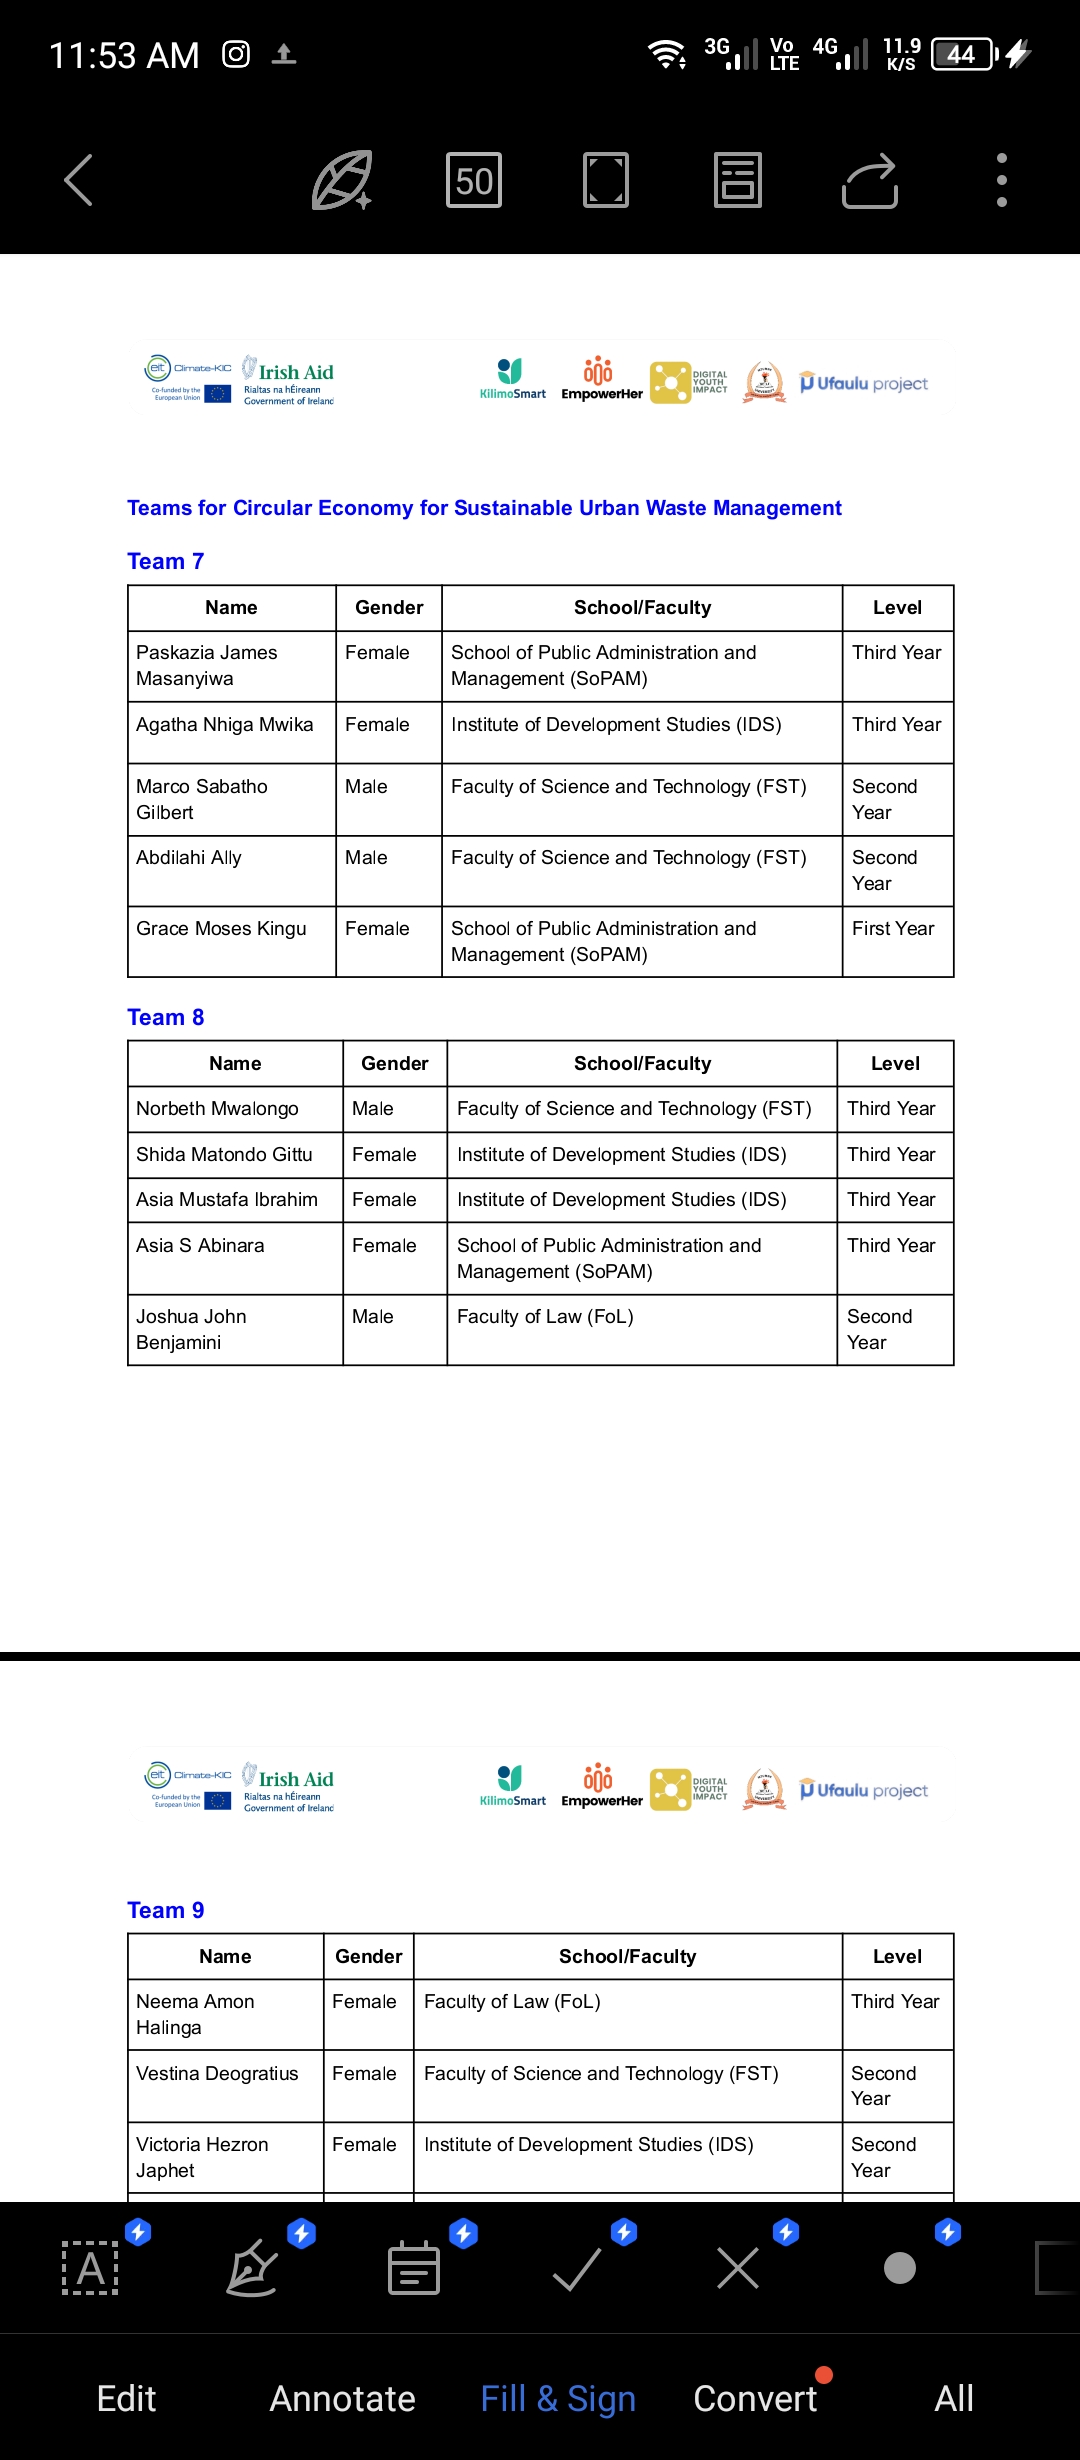 11:53 AM
3G
Vo LTE
4G
11.9 K/S
44
50
eit Climate-KIC
Co-funded by the
European Union
Irish Aid
Rialtas na hÉireann
Government of Ireland
KilimoSmart
EmpowerHer
DIGITAL
YOUTH
IMPACT
Ufaulu project
Teams for Circular Economy for Sustainable Urban Waste Management
Team 7
Name Gender School/Faculty Level
Paskazia James Masanyiwa Female School of Public Administration and Management (SoPAM) Third Year
Agatha Nhiga Mwika Female Institute of Development Studies (IDS) Third Year
Marco Sabatho Gilbert Male Faculty of Science and Technology (FST) Second Year
Abdilahi Ally Male Faculty of Science and Technology (FST) Second Year
Grace Moses Kingu Female School of Public Administration and Management (SoPAM) First Year
Team 8
Name Gender School/Faculty Level
Norbeth Mwalongo Male Faculty of Science and Technology (FST) Third Year
Shida Matondo Gittu Female Institute of Development Studies (IDS) Third Year
Asia Mustafa Ibrahim Female Institute of Development Studies (IDS) Third Year
Asia S Abinara Female School of Public Administration and Management (SoPAM) Third Year
Joshua John Benjamini Male Faculty of Law (FoL) Second Year
eit Climate-KIC
Co-funded by the
European Union
Irish Aid
Rialtas na hÉireann
Government of Ireland
KilimoSmart
EmpowerHer
DIGITAL
YOUTH
IMPACT
Ufaulu project
Team 9
Name Gender School/Faculty Level
Neema Amon Halinga Female Faculty of Law (FoL) Third Year
Vestina Deogratius Female Faculty of Science and Technology (FST) Second Year
Victoria Hezron Japhet Female Institute of Development Studies (IDS) Second Year
A
Edit Annotate Fill & Sign Convert All